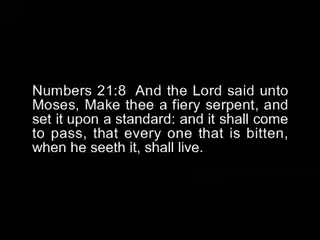 Numbers 21:8  And the Lord said unto
Moses, Make thee a fiery serpent, and
set it upon a standard: and it shall come
to pass, that every one that is bitten,
when he seeth it, shall live.